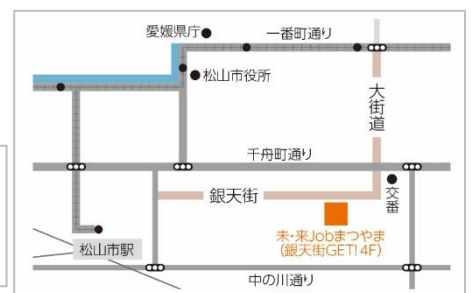 愛媛県庁
一番町通り
松山市役所
大街道
千舟町通り
銀天街
交番
未・来Jobまつやま
(銀天街GET! 4F)
松山市駅
中の川通り